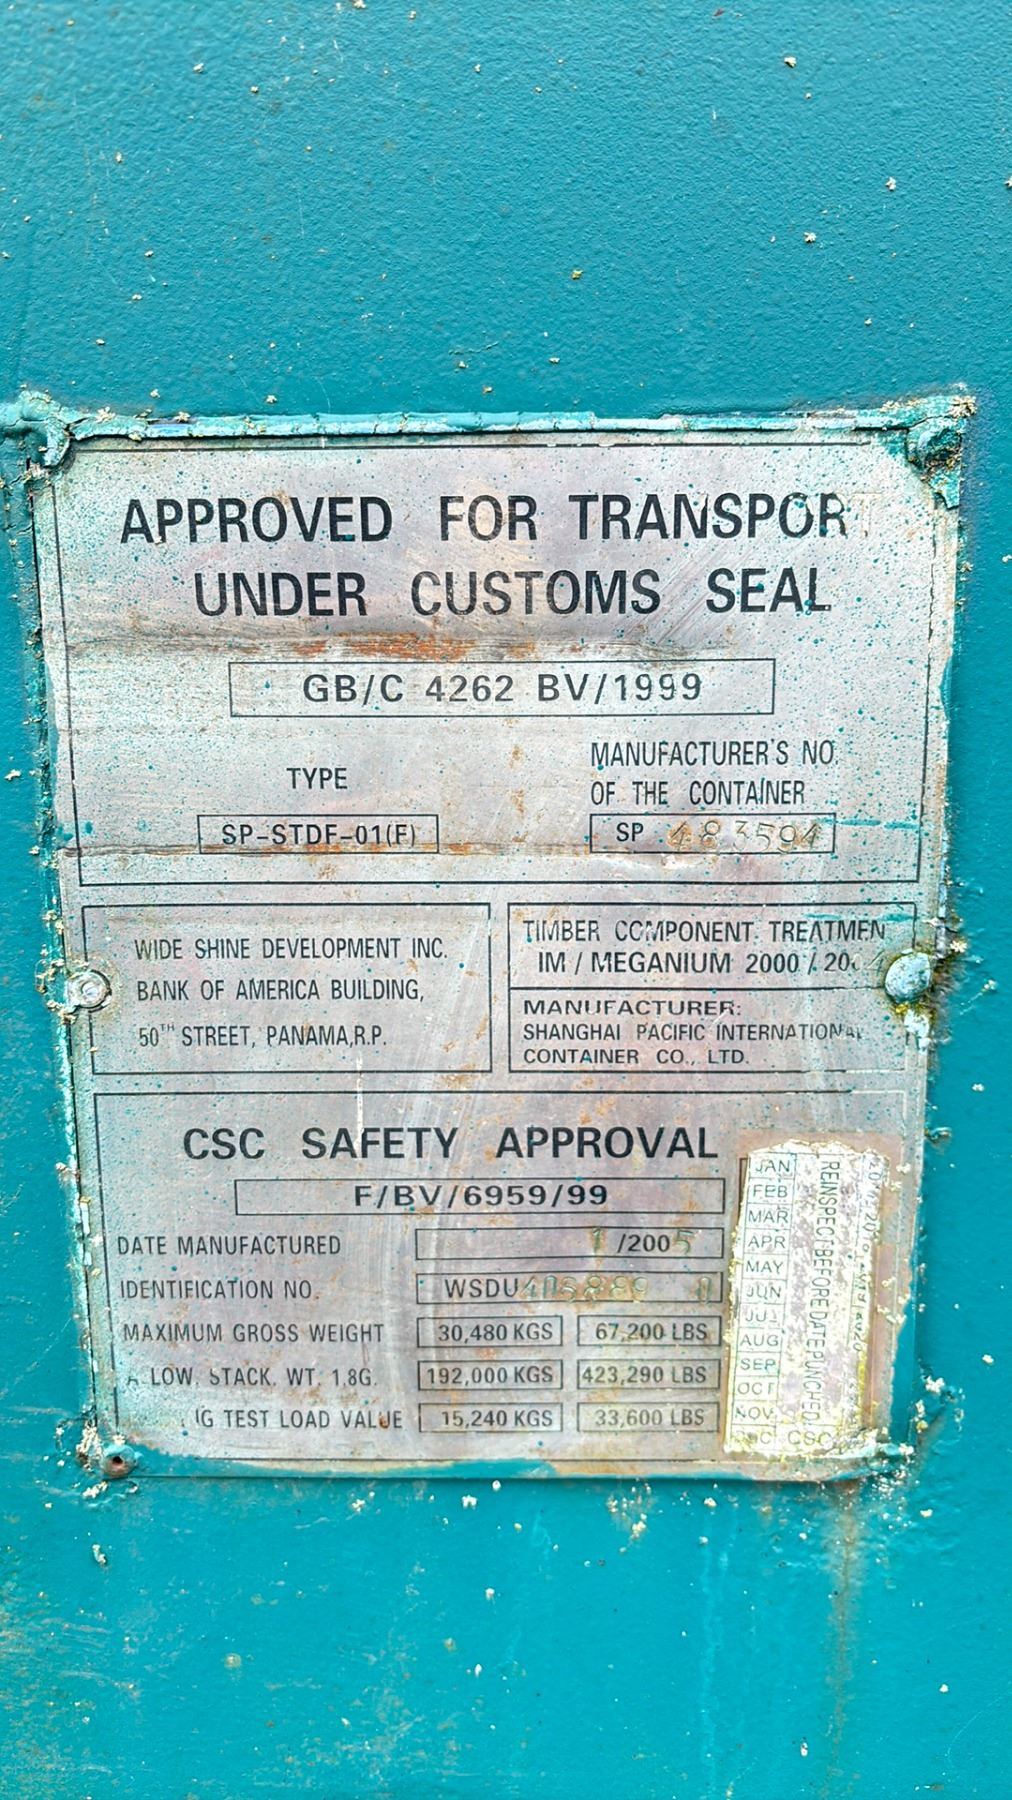 APPROVED FOR TRANSPORT
UNDER CUSTOMS SEAL
GB/C 4262 BV/1999
TYPE
SP-STDF-01(F)
MANUFACTURER'S NO.
OF THE CONTAINER
SP 483594
WIDE SHINE DEVELOPMENT INC.
BANK OF AMERICA BUILDING,
50TH STREET, PANAMA,R.P.
TIMBER COMPONENT TREATMEN
IM / MEGANIUM 2000 / 2004
MANUFACTURER:
SHANGHAI PACIFIC INTERNATIONAL
CONTAINER CO., LTD.
CSC SAFETY APPROVAL
F/BV/6959/99
DATE MANUFACTURED 1/2005
IDENTIFICATION NO. WSDU
MAXIMUM GROSS WEIGHT 30,480 KGS 67,200 LBS
LOW. STACK. WT. 1.8G. 192,000 KGS 423,290 LBS
TEST LOAD VALUE 15,240 KGS 33,600 LBS
JAN
FEB
MAR
APR
MAY
JUN
JUL
AUG
SEP
OCT
NOV
REINSPECT BEFORE DATE PUNCHED
CSC